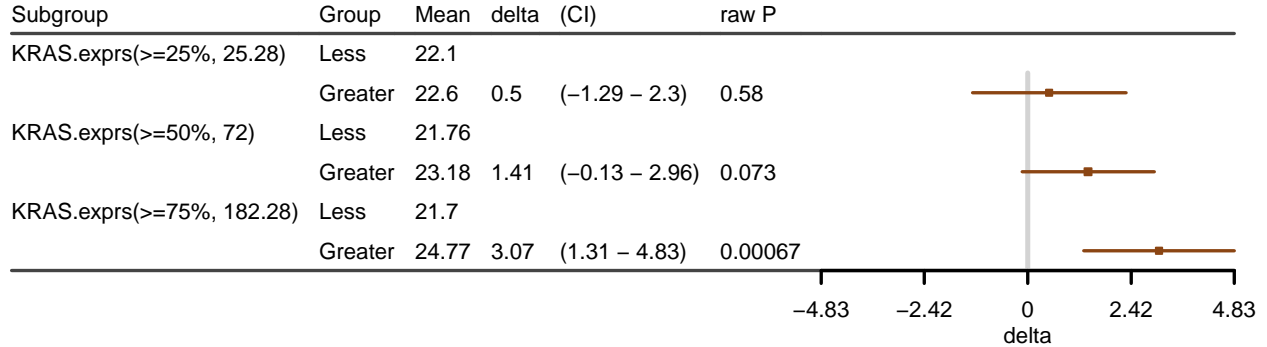 Subgroup Group Mean delta (CI) raw P
KRAS.exprs(>=25%, 25.28) Less 22.1
Greater 22.6 0.5 (−1.29 − 2.3) 0.58
KRAS.exprs(>=50%, 72) Less 21.76
Greater 23.18 1.41 (−0.13 − 2.96) 0.073
KRAS.exprs(>=75%, 182.28) Less 21.7
Greater 24.77 3.07 (1.31 − 4.83) 0.00067
−4.83 −2.42 0 2.42 4.83
delta